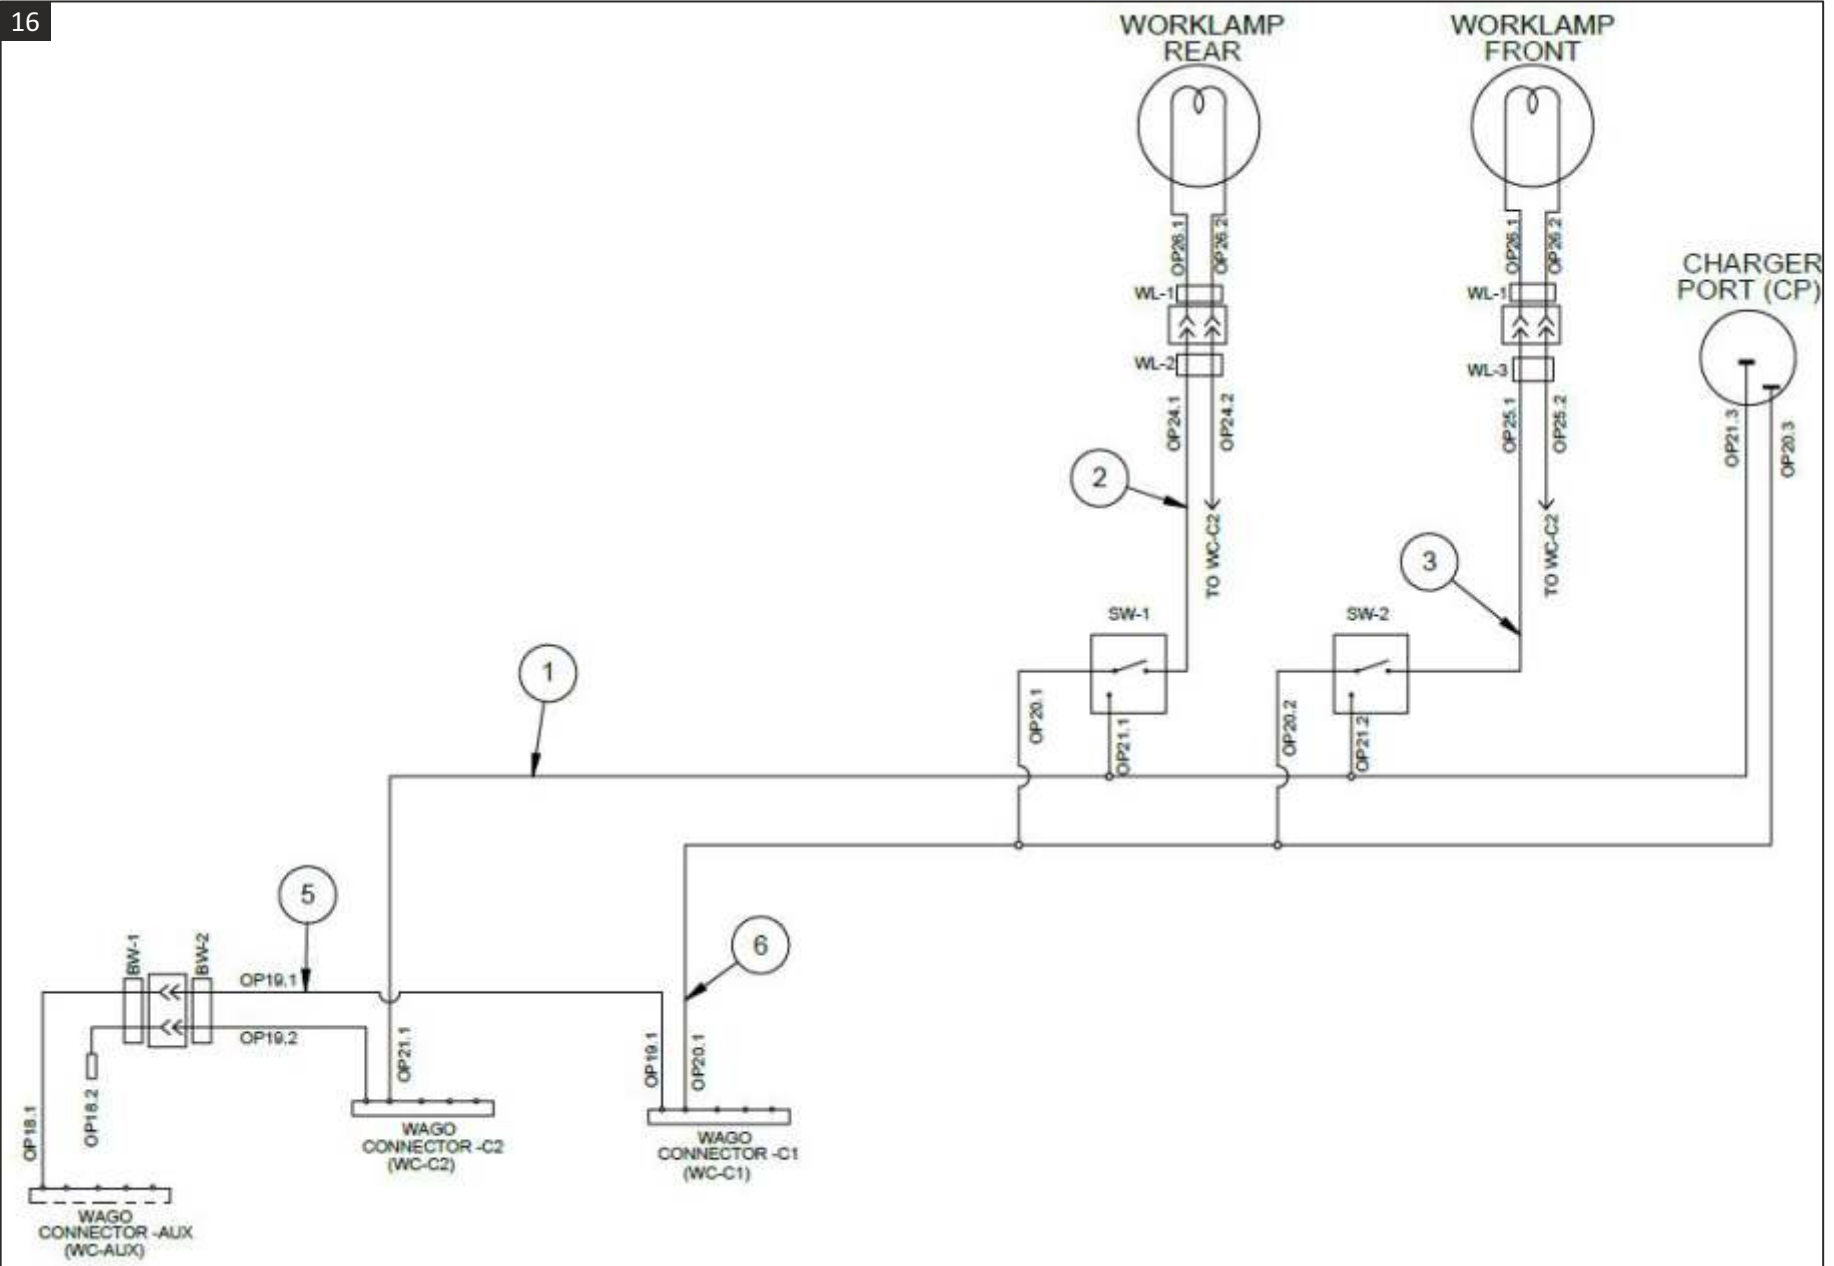 16
WORKLAMP
REAR
WORKLAMP
FRONT
OP26.1
OP26.2
OP26.1
OP26.2
WL-1
WL-1
CHARGER
PORT (CP)
WL-2
WL-3
OP24.1
OP24.2
OP25.1
OP25.2
OP21.3
OP20.3
2
TO WC-C2
TO WC-C2
3
SW-1
SW-2
1
OP20.1
OP21.1
OP20.2
OP21.2
5
6
BW-1
BW-2
OP19.1
OP19.2
OP21.1
OP19.1
OP20.1
OP18.1
OP18.2
WAGO
CONNECTOR -C2
(WC-C2)
WAGO
CONNECTOR -C1
(WC-C1)
WAGO
CONNECTOR -AUX
(WC-AUX)